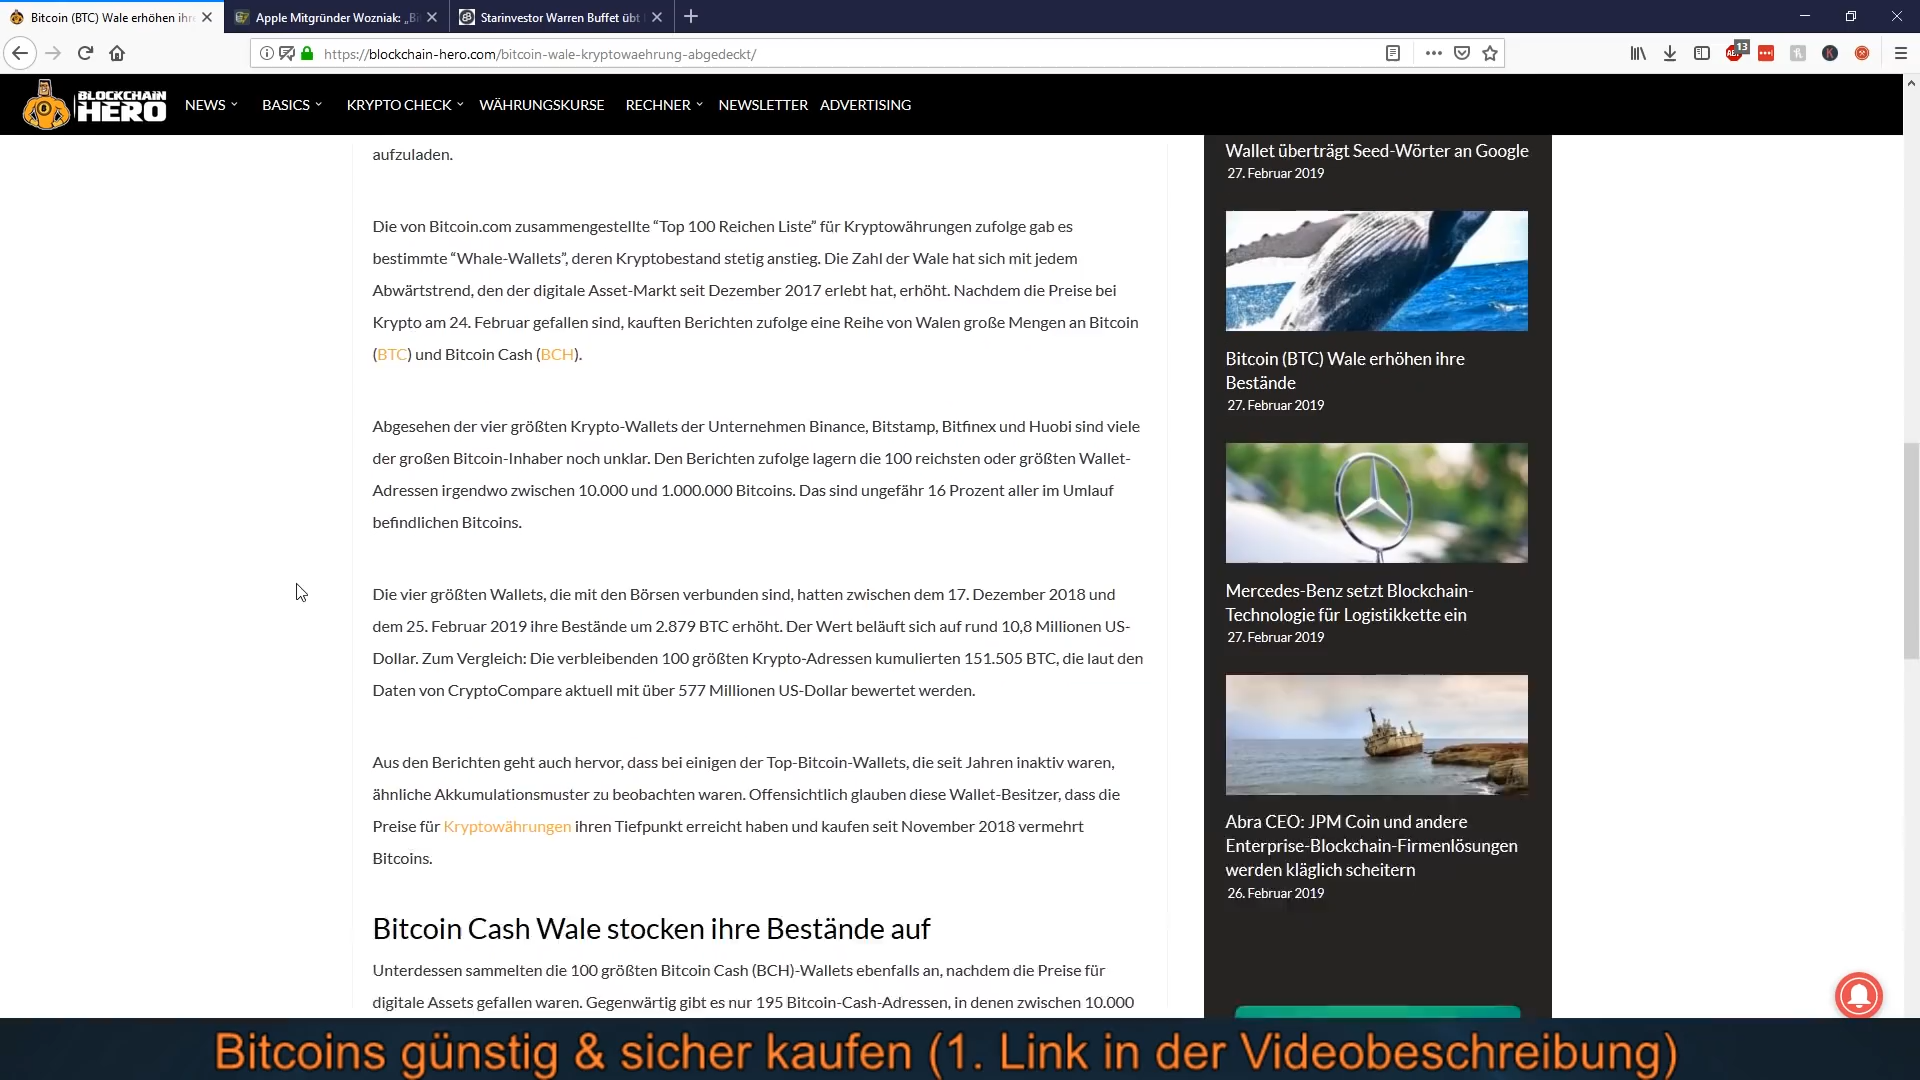 Bitcoin (BTC) Wale erhöhen ihre
Apple Mitgründer Wozniak: „B
Starinvestor Warren Buffet übt
https://blockchain-hero.com/bitcoin-wale-kryptowaehrung-abgedeckt/
13
BLOCKCHAIN
HERO
NEWS
BASICS
KRYPTO CHECK
WÄHRUNGSKURSE
RECHNER
NEWSLETTER
ADVERTISING
aufzuladen.
Die von Bitcoin.com zusammengestellte “Top 100 Reichen Liste” für Kryptowährungen zufolge gab es
bestimmte “Whale-Wallets”, deren Kryptobestand stetig anstieg. Die Zahl der Wale hat sich mit jedem
Abwärtstrend, den der digitale Asset-Markt seit Dezember 2017 erlebt hat, erhöht. Nachdem die Preise bei
Krypto am 24. Februar gefallen sind, kauften Berichten zufolge eine Reihe von Walen große Mengen an Bitcoin
(BTC) und Bitcoin Cash (BCH).
Abgesehen der vier größten Krypto-Wallets der Unternehmen Binance, Bitstamp, Bitfinex und Huobi sind viele
der großen Bitcoin-Inhaber noch unklar. Den Berichten zufolge lagern die 100 reichsten oder größten Wallet-
Adressen irgendwo zwischen 10.000 und 1.000.000 Bitcoins. Das sind ungefähr 16 Prozent aller im Umlauf
befindlichen Bitcoins.
Die vier größten Wallets, die mit den Börsen verbunden sind, hatten zwischen dem 17. Dezember 2018 und
dem 25. Februar 2019 ihre Bestände um 2.879 BTC erhöht. Der Wert beläuft sich auf rund 10,8 Millionen US-
Dollar. Zum Vergleich: Die verbleibenden 100 größten Krypto-Adressen kumulierten 151.505 BTC, die laut den
Daten von CryptoCompare aktuell mit über 577 Millionen US-Dollar bewertet werden.
Aus den Berichten geht auch hervor, dass bei einigen der Top-Bitcoin-Wallets, die seit Jahren inaktiv waren,
ähnliche Akkumulationsmuster zu beobachten waren. Offensichtlich glauben diese Wallet-Besitzer, dass die
Preise für Kryptowährungen ihren Tiefpunkt erreicht haben und kaufen seit November 2018 vermehrt
Bitcoins.
Bitcoin Cash Wale stocken ihre Bestände auf
Unterdessen sammelten die 100 größten Bitcoin Cash (BCH)-Wallets ebenfalls an, nachdem die Preise für
digitale Assets gefallen waren. Gegenwärtig gibt es nur 195 Bitcoin-Cash-Adressen, in denen zwischen 10.000
Wallet überträgt Seed-Wörter an Google
27. Februar 2019
Bitcoin (BTC) Wale erhöhen ihre
Bestände
27. Februar 2019
Mercedes-Benz setzt Blockchain-
Technologie für Logistikkette ein
27. Februar 2019
Abra CEO: JPM Coin und andere
Enterprise-Blockchain-Firmenlösungen
werden kläglich scheitern
26. Februar 2019
Bitcoins günstig & sicher kaufen (1. Link in der Videobeschreibung)